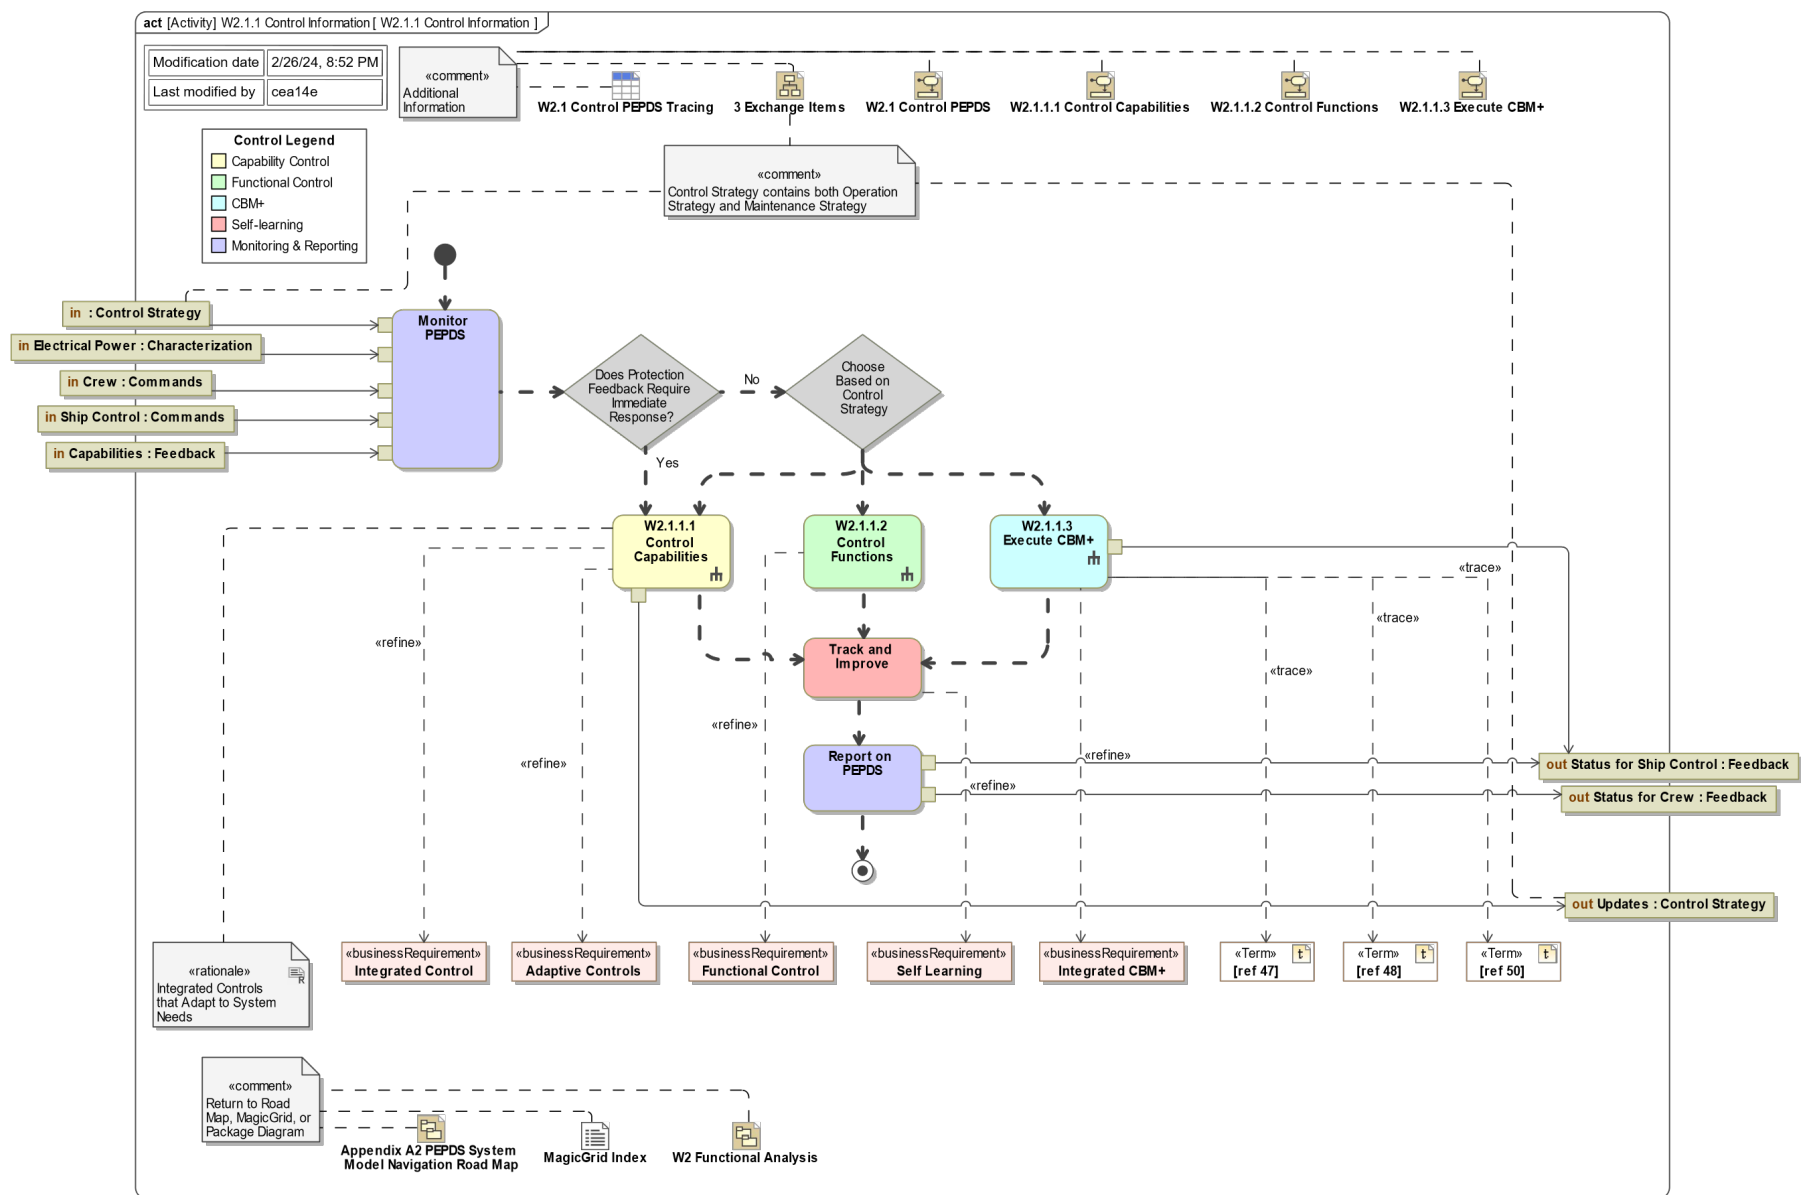 act [Activity] W2.1.1 Control Information [ W2.1.1 Control Information ]
Modification date 2/26/24, 8:52 PM
Last modified by cea14e
«comment»
Additional
Information
W2.1 Control PEPDS Tracing
3 Exchange Items
W2.1 Control PEPDS
W2.1.1.1 Control Capabilities
W2.1.1.2 Control Functions
W2.1.1.3 Execute CBM+
Control Legend
Capability Control
Functional Control
CBM+
Self-learning
Monitoring & Reporting
«comment»
Control Strategy contains both Operation
Strategy and Maintenance Strategy
in : Control Strategy
in Electrical Power : Characterization
in Crew : Commands
in Ship Control : Commands
in Capabilities : Feedback
Monitor
PEPDS
Does Protection
Feedback Require
Immediate
Response?
No
Yes
Choose
Based on
Control
Strategy
W2.1.1.1
Control
Capabilities
W2.1.1.2
Control
Functions
W2.1.1.3
Execute CBM+
«trace»
«trace»
«trace»
«refine»
«refine»
«refine»
«refine»
«refine»
Track and
Improve
Report on
PEPDS
out Status for Ship Control : Feedback
out Status for Crew : Feedback
out Updates : Control Strategy
«rationale»
R
Integrated Controls
that Adapt to System
Needs
«businessRequirement»
Integrated Control
«businessRequirement»
Adaptive Controls
«businessRequirement»
Functional Control
«businessRequirement»
Self Learning
«businessRequirement»
Integrated CBM+
«Term» t
[ref 47]
«Term» t
[ref 48]
«Term» t
[ref 50]
«comment»
Return to Road
Map, MagicGrid, or
Package Diagram
Appendix A2 PEPDS System
Model Navigation Road Map
MagicGrid Index
W2 Functional Analysis